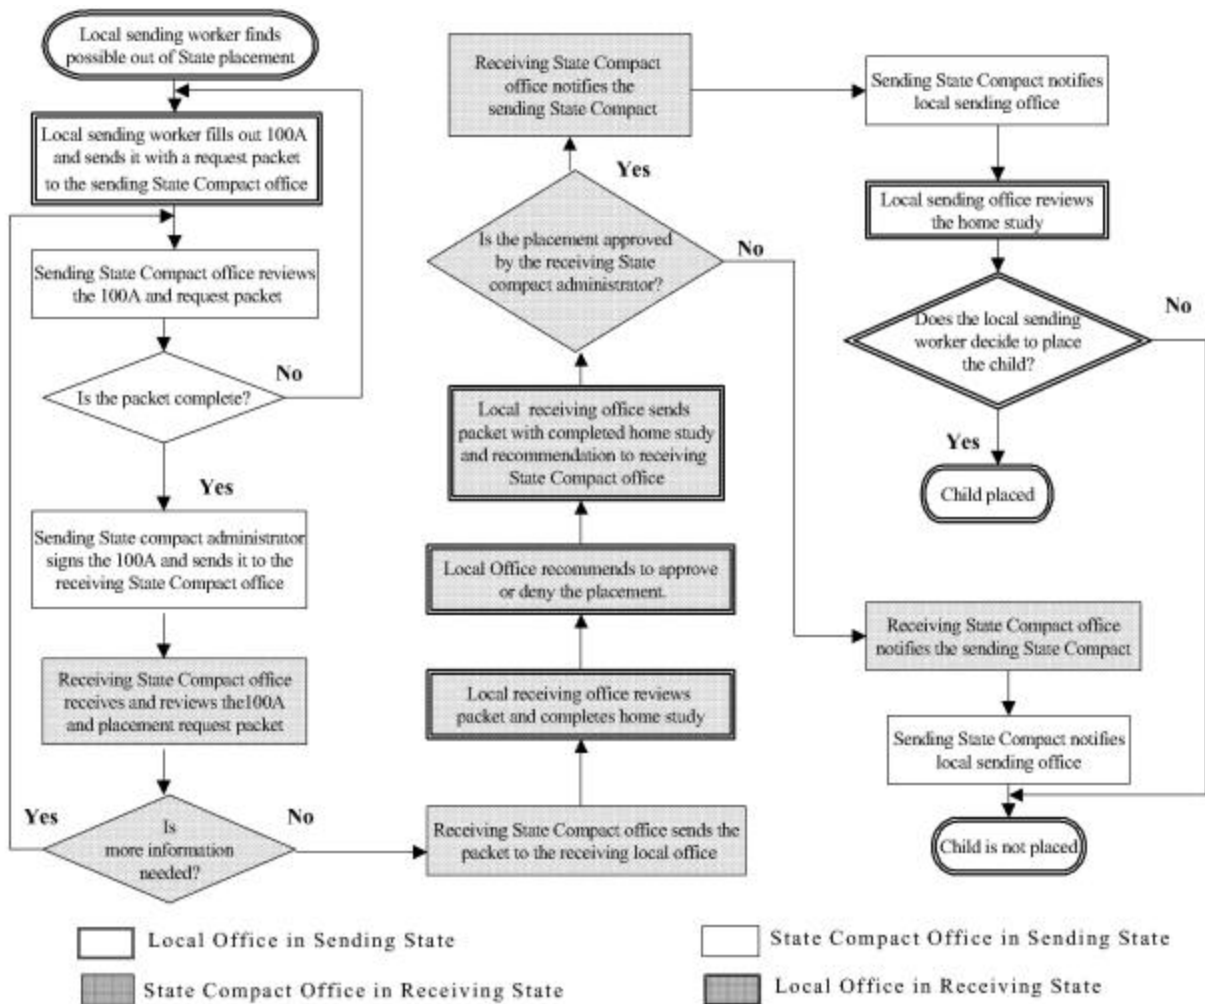 Local sending worker finds
possible out of State placement
Local sending worker fills out 100A
and sends it with a request packet
to the sending State Compact office
Sending State Compact office reviews
the 100A and request packet
Is the packet complete?
No
Yes
Sending State compact administrator
signs the 100A and sends it to the
receiving State Compact office
Receiving State Compact office
receives and reviews the100A
and placement request packet
Yes
Is
more information
needed?
No
Receiving State Compact office sends the
packet to the receiving local office
Local receiving office reviews
packet and completes home study
Local Office recommends to approve
or deny the placement.
Local receiving office sends
packet with completed home study
and recommendation to receiving
State Compact office
Is the placement approved
by the receiving State
compact administrator?
Yes
No
Receiving State Compact
office notifies the
sending State Compact
Sending State Compact notifies
local sending office
Local sending office reviews
the home study
Does the local sending
worker decide to place
the child?
No
Yes
Child placed
Receiving State Compact office
notifies the sending State Compact
Sending State Compact notifies
local sending office
Child is not placed
Local Office in Sending State
State Compact Office in Sending State
State Compact Office in Receiving State
Local Office in Receiving State